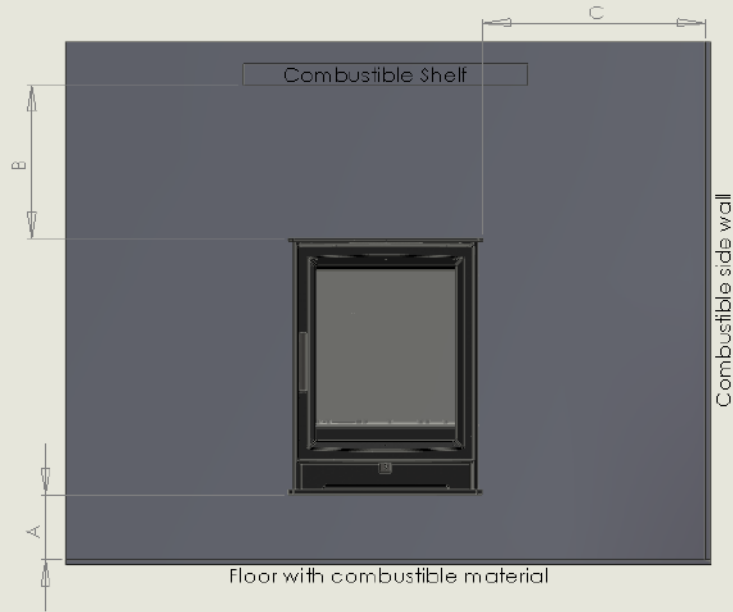 C
Combustible Shelf
B
Combustible side wall
A
Floor with combustible material